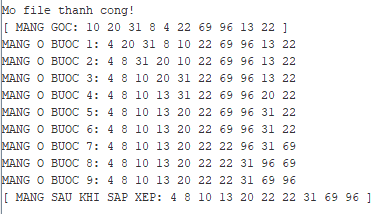 Mo file thanh cong!
[ MANG GOC: 10 20 31 8 4 22 69 96 13 22 ]
MANG O BUOC 1: 4 20 31 8 10 22 69 96 13 22
MANG O BUOC 2: 4 8 31 20 10 22 69 96 13 22
MANG O BUOC 3: 4 8 10 20 31 22 69 96 13 22
MANG O BUOC 4: 4 8 10 13 31 22 69 96 20 22
MANG O BUOC 5: 4 8 10 13 20 22 69 96 31 22
MANG O BUOC 6: 4 8 10 13 20 22 69 96 31 22
MANG O BUOC 7: 4 8 10 13 20 22 22 96 31 69
MANG O BUOC 8: 4 8 10 13 20 22 22 31 96 69
MANG O BUOC 9: 4 8 10 13 20 22 22 31 69 96
[ MANG SAU KHI SAP XEP: 4 8 10 13 20 22 22 31 69 96 ]